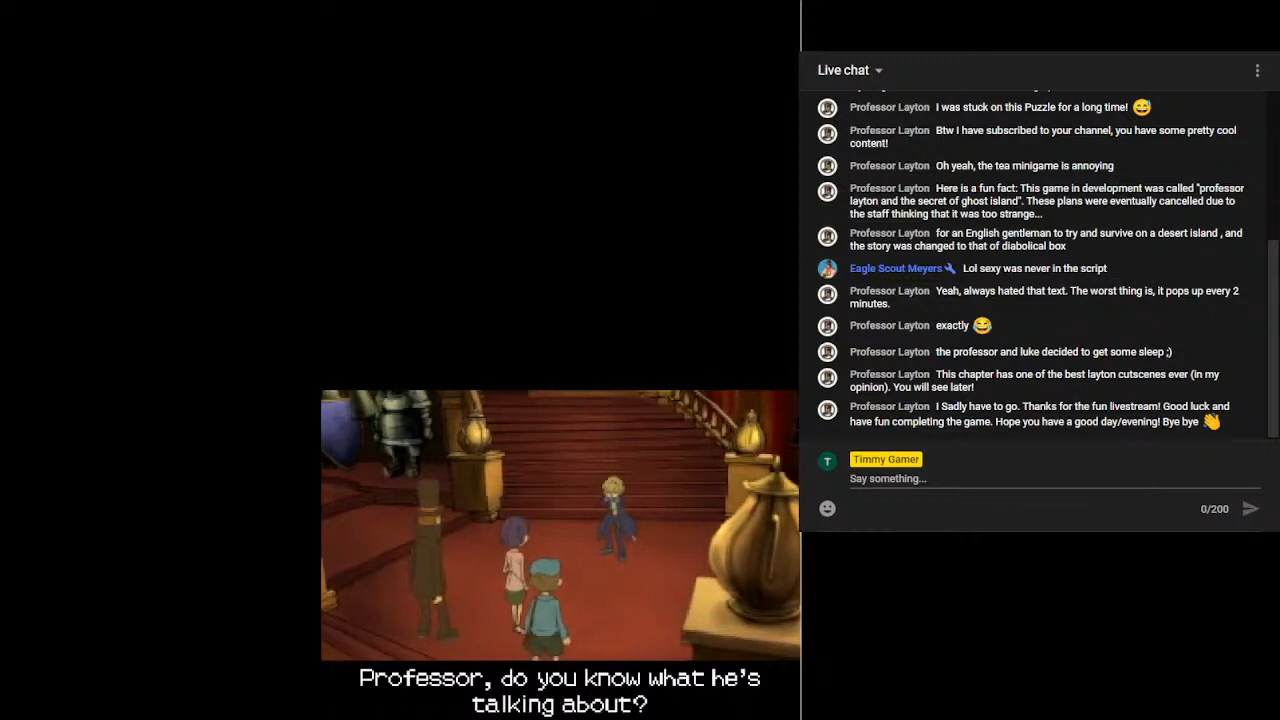 Live chat
Professor Layton I was stuck on this Puzzle for a long time!
Professor Layton Btw I have subscribed to your channel, you have some pretty cool
content!
Professor Layton Oh yeah, the tea minigame is annoying
Professor Layton Here is a fun fact: This game in development was called "professor
layton and the secret of ghost island". These plans were eventually cancelled due to
the staff thinking that it was too strange...
Professor Layton for an English gentleman to try and survive on a desert island , and
the story was changed to that of diabolical box
Eagle Scout Meyers Lol sexy was never in the script
Professor Layton Yeah, always hated that text. The worst thing is, it pops up every 2
minutes.
Professor Layton exactly
Professor Layton the professor and luke decided to get some sleep ;)
Professor Layton This chapter has one of the best layton cutscenes ever (in my
opinion). You will see later!
Professor Layton I Sadly have to go. Thanks for the fun livestream! Good luck and
have fun completing the game. Hope you have a good day/evening! Bye bye
T Timmy Gamer
Say something...
0/200
Professor, do you know what he's
talking about?